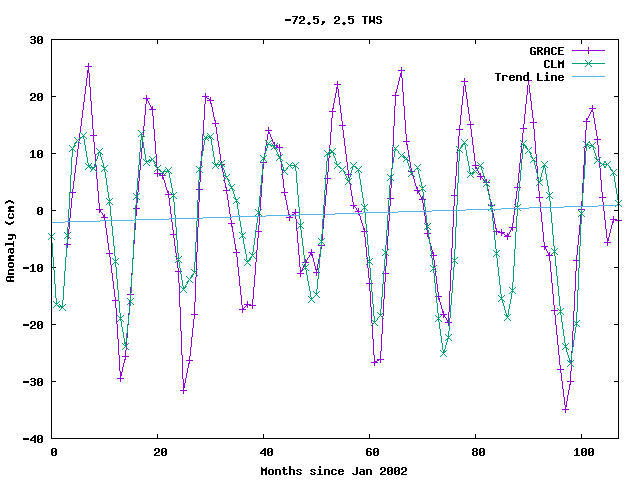 -72.5, 2.5 TWS
GRACE
CLM
Trend Line
30
20
10
0
-10
-20
-30
-40
Anomaly (cm)
0 20 40 60 80 100
Months since Jan 2002